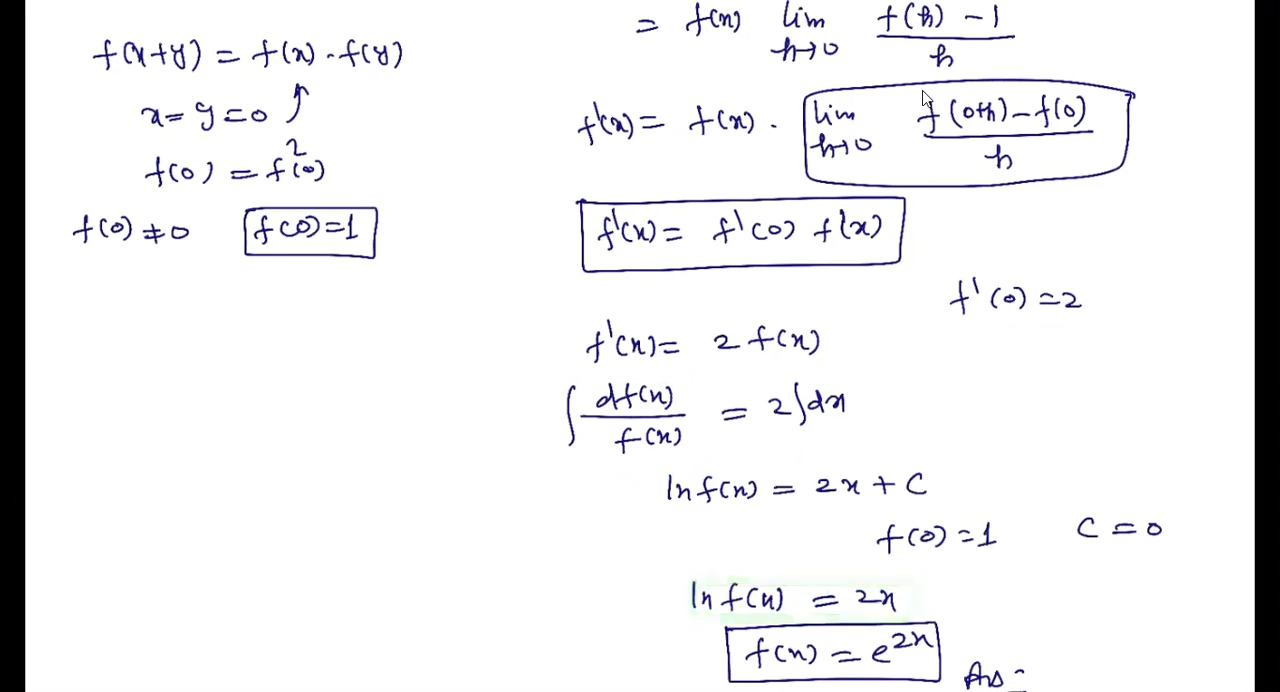 f(x+y) = f(x) · f(y)
x = y = 0 ↑
f(0) = f²(0)
f(0) ≠ 0   f(0) = 1
= f(x) lim h→0 (f(h) - 1)/h
f'(x) = f(x) · lim h→0 (f(0+h) - f(0))/h
f'(x) = f'(0) f(x)
f'(0) = 2
f'(x) = 2 f(x)
∫ df(x)/f(x) = 2∫dx
ln f(x) = 2x + C
f(0) = 1   C = 0
ln f(x) = 2x
f(x) = e^{2x} Ans